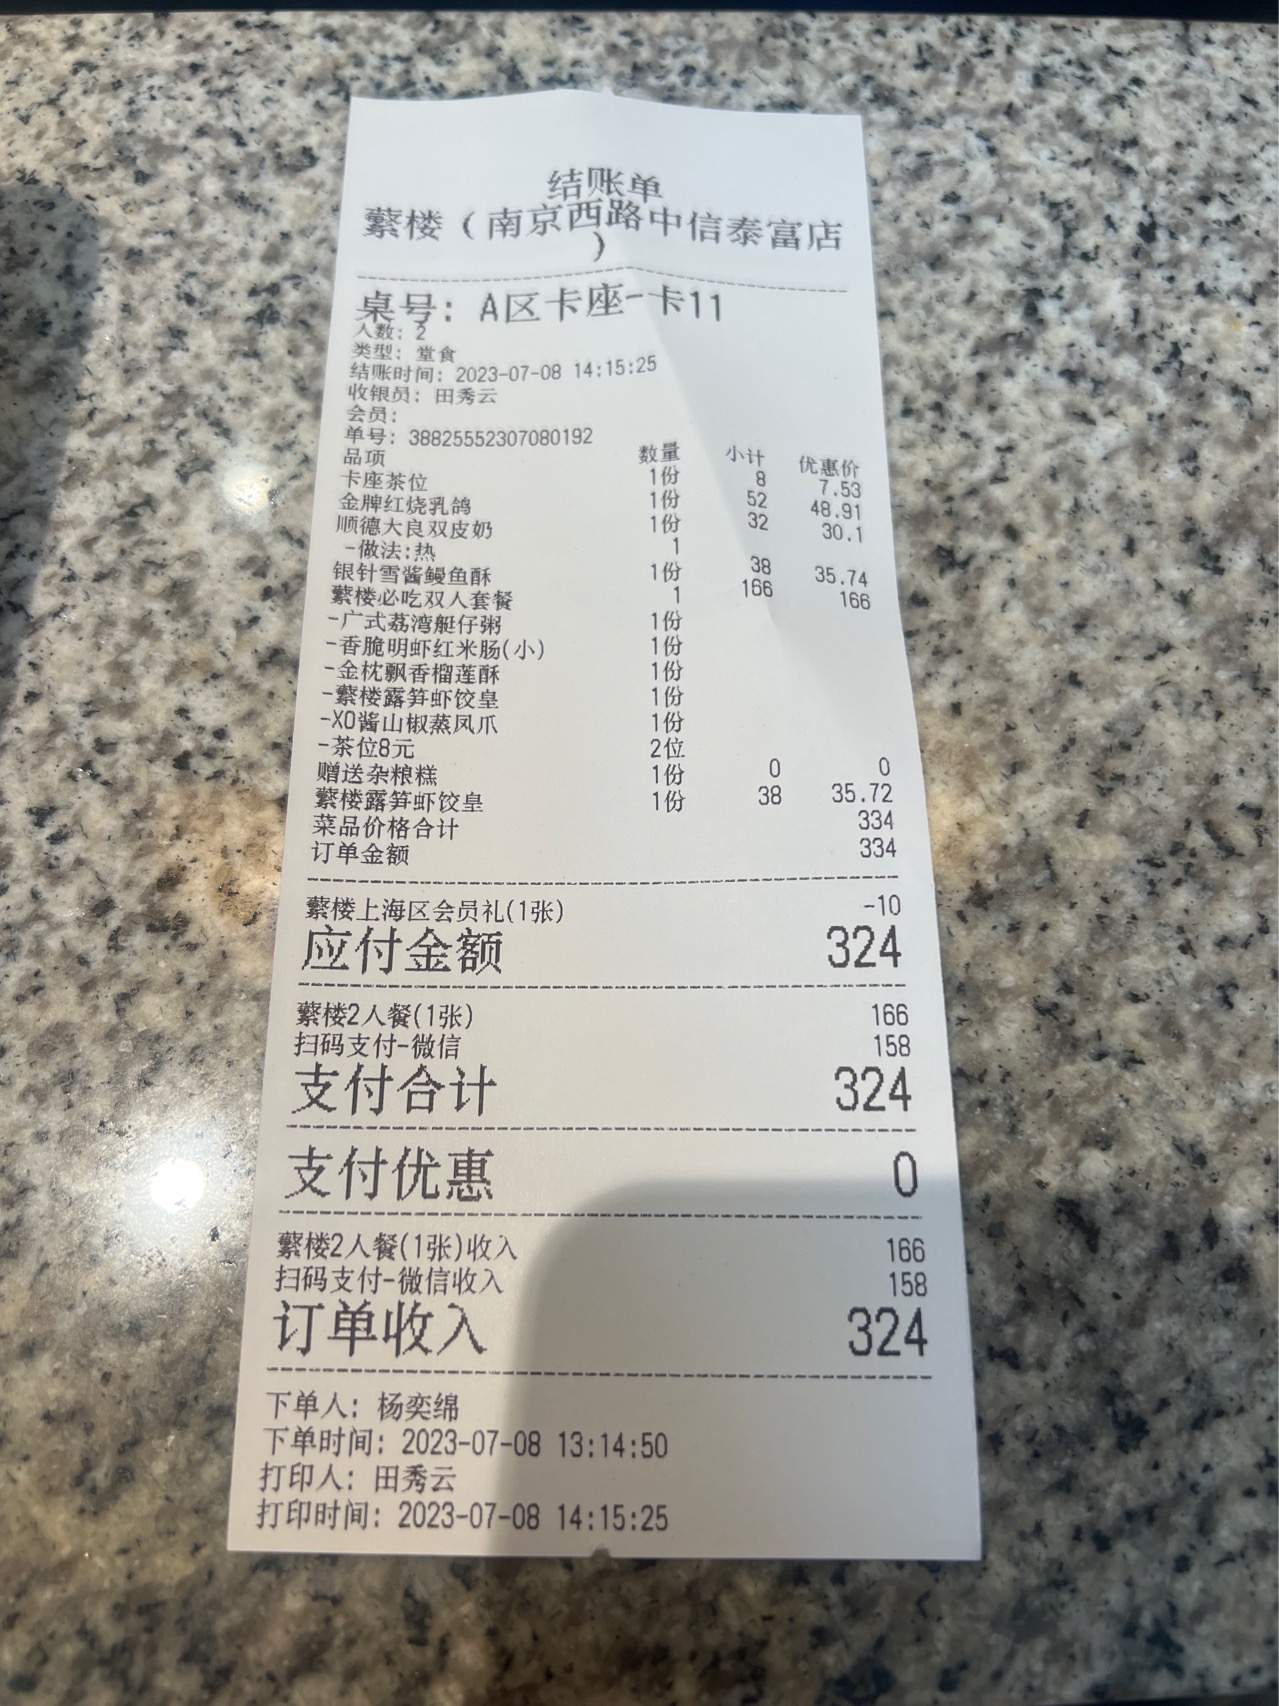 结账单
蘩楼（南京西路中信泰富店
）
桌号：A区卡座-卡11
人数：2
类型：堂食
结账时间：2023-07-08 14:15:25
收银员：田秀云
会员：
单号：38825552307080192
品项 数量 小计 优惠价
卡座茶位 1份 8 7.53
金牌红烧乳鸽 1份 52 48.91
顺德大良双皮奶 1份 32 30.1
-做法:热 1
银针雪酱鳗鱼酥 1份 38 35.74
蘩楼必吃双人套餐 1 166 166
-广式荔湾艇仔粥 1份
-香脆明虾红米肠(小) 1份
-金枕飘香榴莲酥 1份
-蘩楼露笋虾饺皇 1份
-XO酱山椒蒸凤爪 1份
-茶位8元 2位
赠送杂粮糕 1份 0 0
蘩楼露笋虾饺皇 1份 38 35.72
菜品价格合计 334
订单金额 334
蘩楼上海区会员礼(1张) -10
应付金额 324
蘩楼2人餐(1张) 166
扫码支付-微信 158
支付合计 324
支付优惠 0
蘩楼2人餐(1张)收入 166
扫码支付-微信收入 158
订单收入 324
下单人：杨奕绵
下单时间：2023-07-08 13:14:50
打印人：田秀云
打印时间：2023-07-08 14:15:25